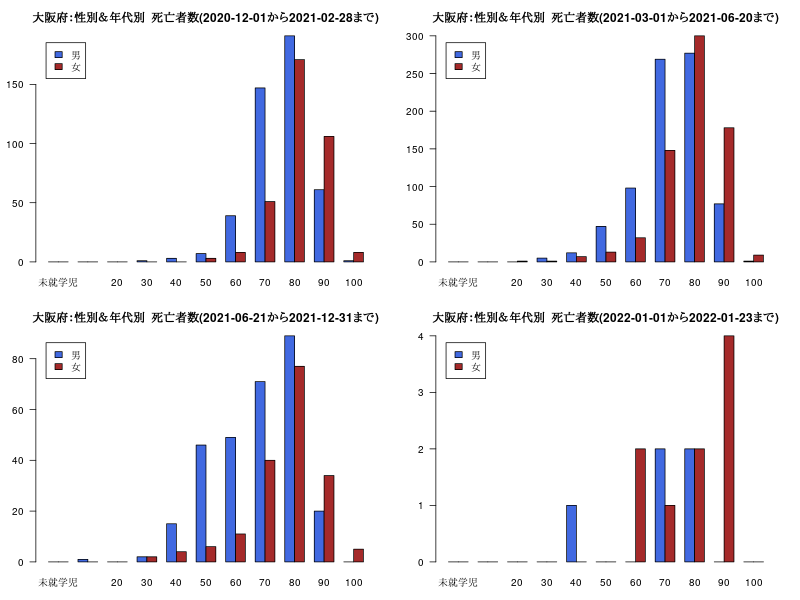 大阪府：性別＆年代別 死亡者数(2020-12-01から2021-02-28まで)
男
女
150
100
50
0
未就学児 20 30 40 50 60 70 80 90 100
大阪府：性別＆年代別 死亡者数(2021-03-01から2021-06-20まで)
男
女
300
250
200
150
100
50
0
未就学児 20 30 40 50 60 70 80 90 100
大阪府：性別＆年代別 死亡者数(2021-06-21から2021-12-31まで)
男
女
80
60
40
20
0
未就学児 20 30 40 50 60 70 80 90 100
大阪府：性別＆年代別 死亡者数(2022-01-01から2022-01-23まで)
男
女
4
3
2
1
0
未就学児 20 30 40 50 60 70 80 90 100